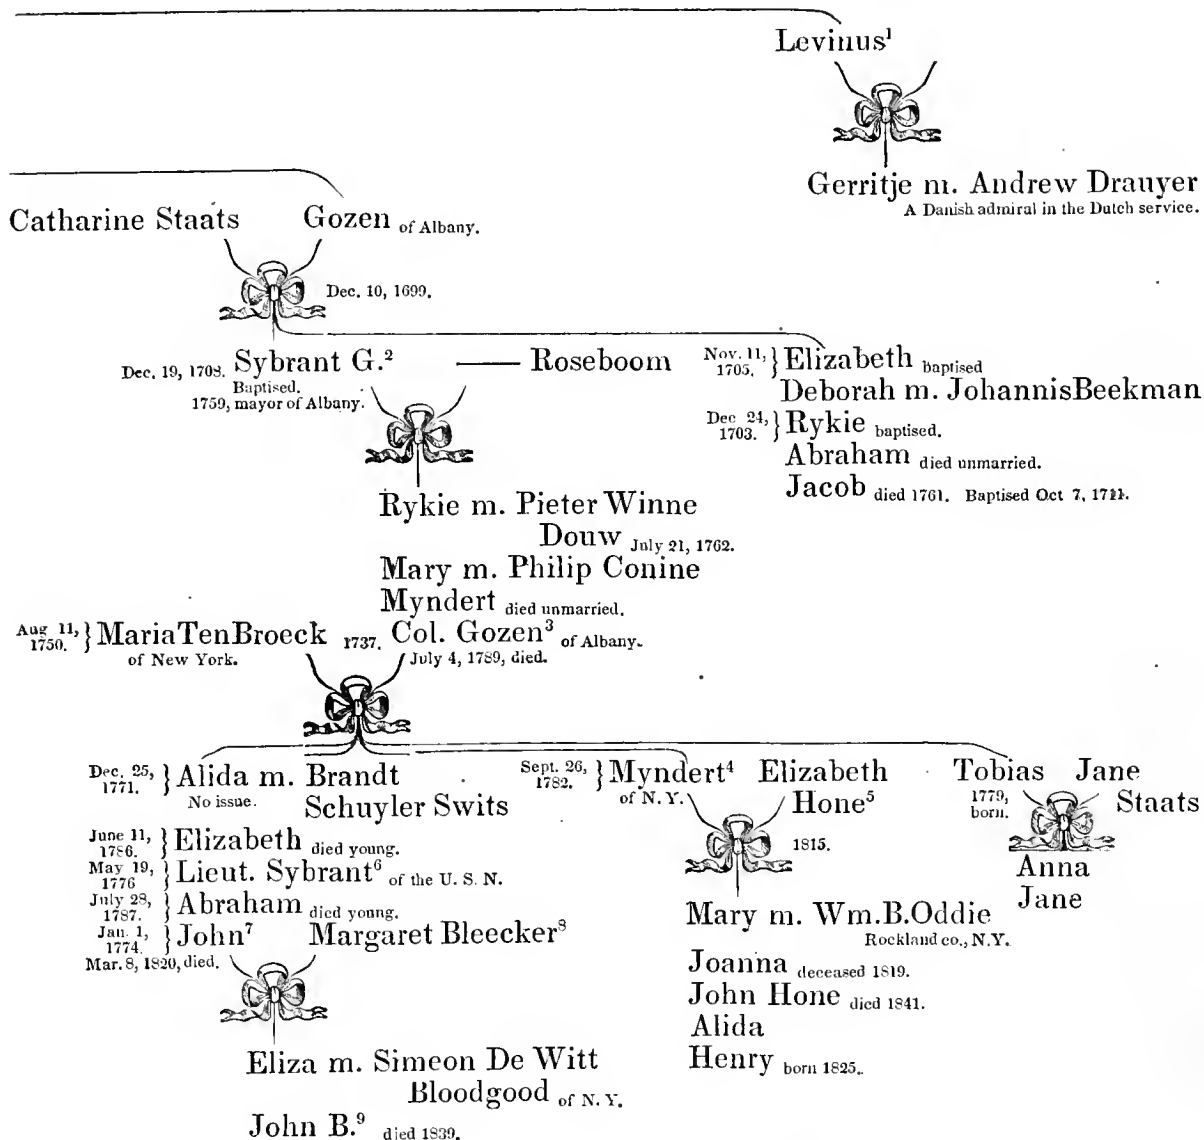 Levinus¹
Gerritje m. Andrew Drauyer
A Danish admiral in the Dutch service.
Catharine Staats Gozen of Albany.
Dec. 10, 1699.
Dec. 19, 1708. Sybrant G.² —— Roseboom
Baptised.
1759, mayor of Albany.
Nov. 11, 1705. } Elizabeth baptised
Deborah m. Johannis Beekman
Dec 24, 1703. } Rykie baptised.
Abraham died unmarried.
Jacob died 1761. Baptised Oct 7,
Rykie m. Pieter Winne
Douw July 21, 1762.
Mary m. Philip Conine
Myndert died unmarried.
Aug 11, 1750. } Maria Ten Broeck 1737. Col. Gozen³ of Albany.
of New York. July 4, 1789, died.
Dec. 25, 1771. } Alida m. Brandt
No issue. Schuyler Swits
June 11, 1786. } Elizabeth died young.
May 19, 1776 } Lieut. Sybrant⁶ of the U. S. N.
July 28, 1787. } Abraham died young.
Jan. 1, 1774. } John⁷ Margaret Bleecker⁸
Mar. 8, 1820, died.
Eliza m. Simeon De Witt
Bloodgood of N. Y.
John B.⁹ died 1839.
Sept. 26, 1782. } Myndert⁴ Elizabeth
of N. Y. Hone⁵
1815.
Mary m. Wm. B. Oddie
Rockland co., N.Y.
Joanna deceased 1819.
John Hone died 1841.
Alida
Henry born 1825.
Tobias Jane
1779, Staats
born.
Anna
Jane